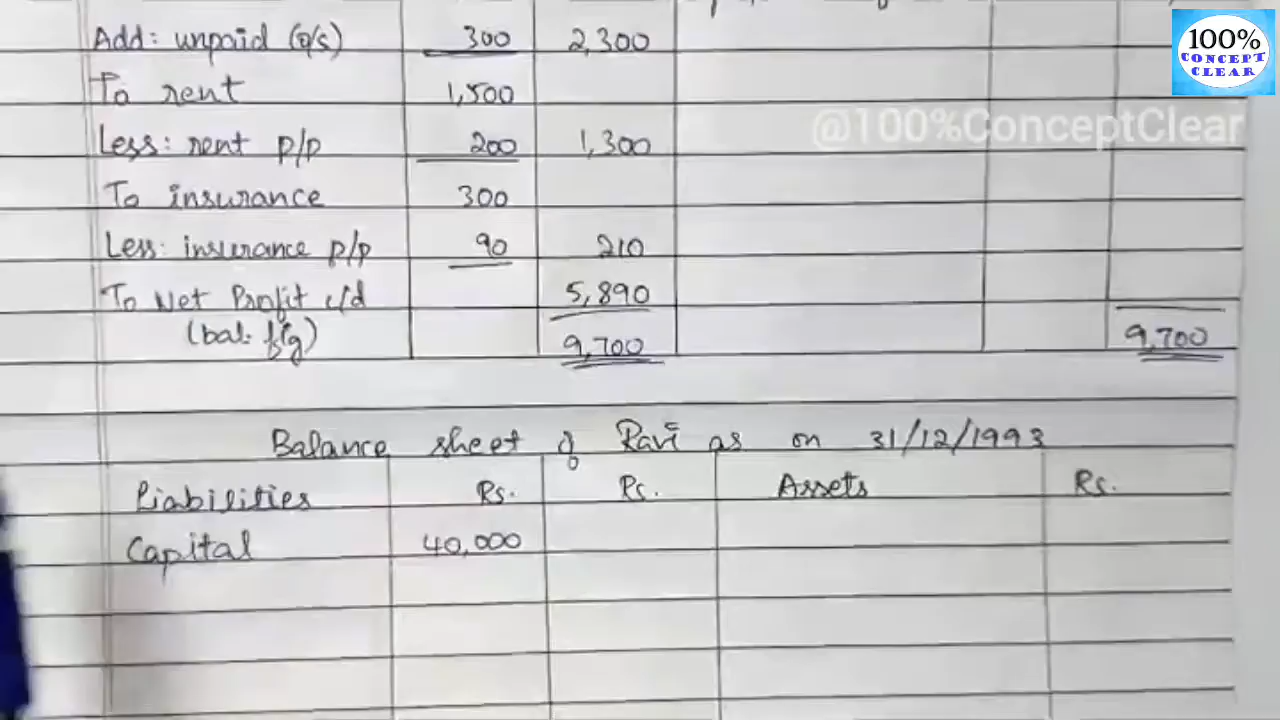 Add: unpaid (o/s) 300 2,300
To rent 1,500
Less: rent p/p 200 1,300
To insurance 300
Less: insurance p/p 90 210
To Net Profit c/d 5,890
(bal. fig) 9,700 9,700
Balance sheet of Ravi as on 31/12/1993
Liabilities Rs. Rs. Assets Rs.
Capital 40,000
100%
CONCEPT
CLEAR
@100%ConceptClear